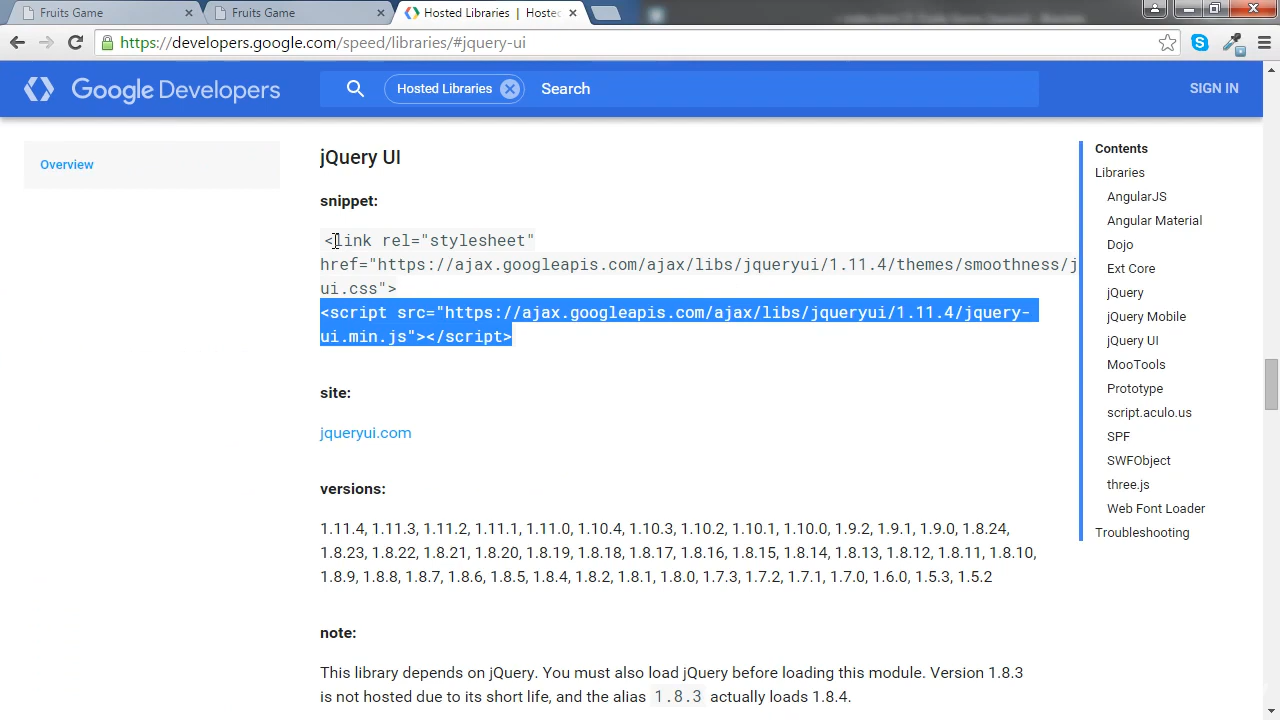 Fruits Game
Fruits Game
Hosted Libraries | Hosted
https://developers.google.com/speed/libraries/#jquery-ui
Google Developers
Hosted Libraries
Search
SIGN IN
Overview
jQuery UI
snippet:
<link rel="stylesheet"
href="https://ajax.googleapis.com/ajax/libs/jqueryui/1.11.4/themes/smoothness/j
ui.css">
<script src="https://ajax.googleapis.com/ajax/libs/jqueryui/1.11.4/jquery-
ui.min.js"></script>
site:
jqueryui.com
versions:
1.11.4, 1.11.3, 1.11.2, 1.11.1, 1.11.0, 1.10.4, 1.10.3, 1.10.2, 1.10.1, 1.10.0, 1.9.2, 1.9.1, 1.9.0, 1.8.24,
1.8.23, 1.8.22, 1.8.21, 1.8.20, 1.8.19, 1.8.18, 1.8.17, 1.8.16, 1.8.15, 1.8.14, 1.8.13, 1.8.12, 1.8.11, 1.8.10,
1.8.9, 1.8.8, 1.8.7, 1.8.6, 1.8.5, 1.8.4, 1.8.2, 1.8.1, 1.8.0, 1.7.3, 1.7.2, 1.7.1, 1.7.0, 1.6.0, 1.5.3, 1.5.2
note:
This library depends on jQuery. You must also load jQuery before loading this module. Version 1.8.3
is not hosted due to its short life, and the alias 1.8.3 actually loads 1.8.4.
Contents
Libraries
AngularJS
Angular Material
Dojo
Ext Core
jQuery
jQuery Mobile
jQuery UI
MooTools
Prototype
script.aculo.us
SPF
SWFObject
three.js
Web Font Loader
Troubleshooting